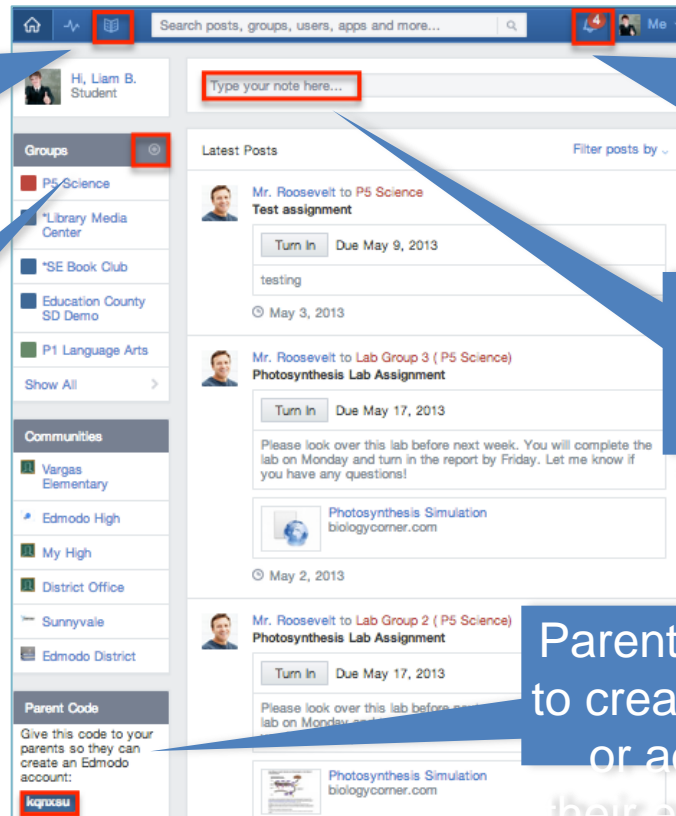 Search posts, groups, users, apps and more...
4
Me
Hi, Liam B.
Student
Type your note here...
Groups
P5 Science
*Library Media
Center
*SE Book Club
Education County
SD Demo
P1 Language Arts
Show All
Communities
Vargas
Elementary
Edmodo High
My High
District Office
Sunnyvale
Edmodo District
Parent Code
Give this code to your
parents so they can
create an Edmodo
account:
kqnxsu
Latest Posts
Filter posts by
Mr. Roosevelt to P5 Science
Test assignment
Turn In Due May 9, 2013
testing
May 3, 2013
Mr. Roosevelt to Lab Group 3 ( P5 Science)
Photosynthesis Lab Assignment
Turn In Due May 17, 2013
Please look over this lab before next week. You will complete the
lab on Monday and turn in the report by Friday. Let me know if
you have any questions!
Photosynthesis Simulation
biologycorner.com
May 2, 2013
Mr. Roosevelt to Lab Group 2 ( P5 Science)
Photosynthesis Lab Assignment
Turn In Due May 17, 2013
Please look over this lab before
lab on Monday
Photosynthesis Simulation
biologycorner.com
Parent
to crea
or a
their